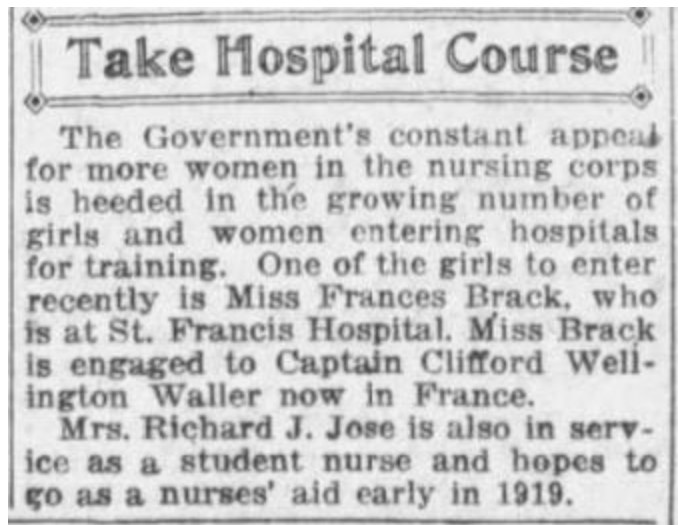 Take Hospital Course
The Government's constant appeal
for more women in the nursing corps
is heeded in the growing number of
girls and women entering hospitals
for training. One of the girls to enter
recently is Miss Frances Brack, who
is at St. Francis Hospital. Miss Brack
is engaged to Captain Clifford Well-
ington Waller now in France.
Mrs. Richard J. Jose is also in serv-
ice as a student nurse and hopes to
go as a nurses' aid early in 1919.